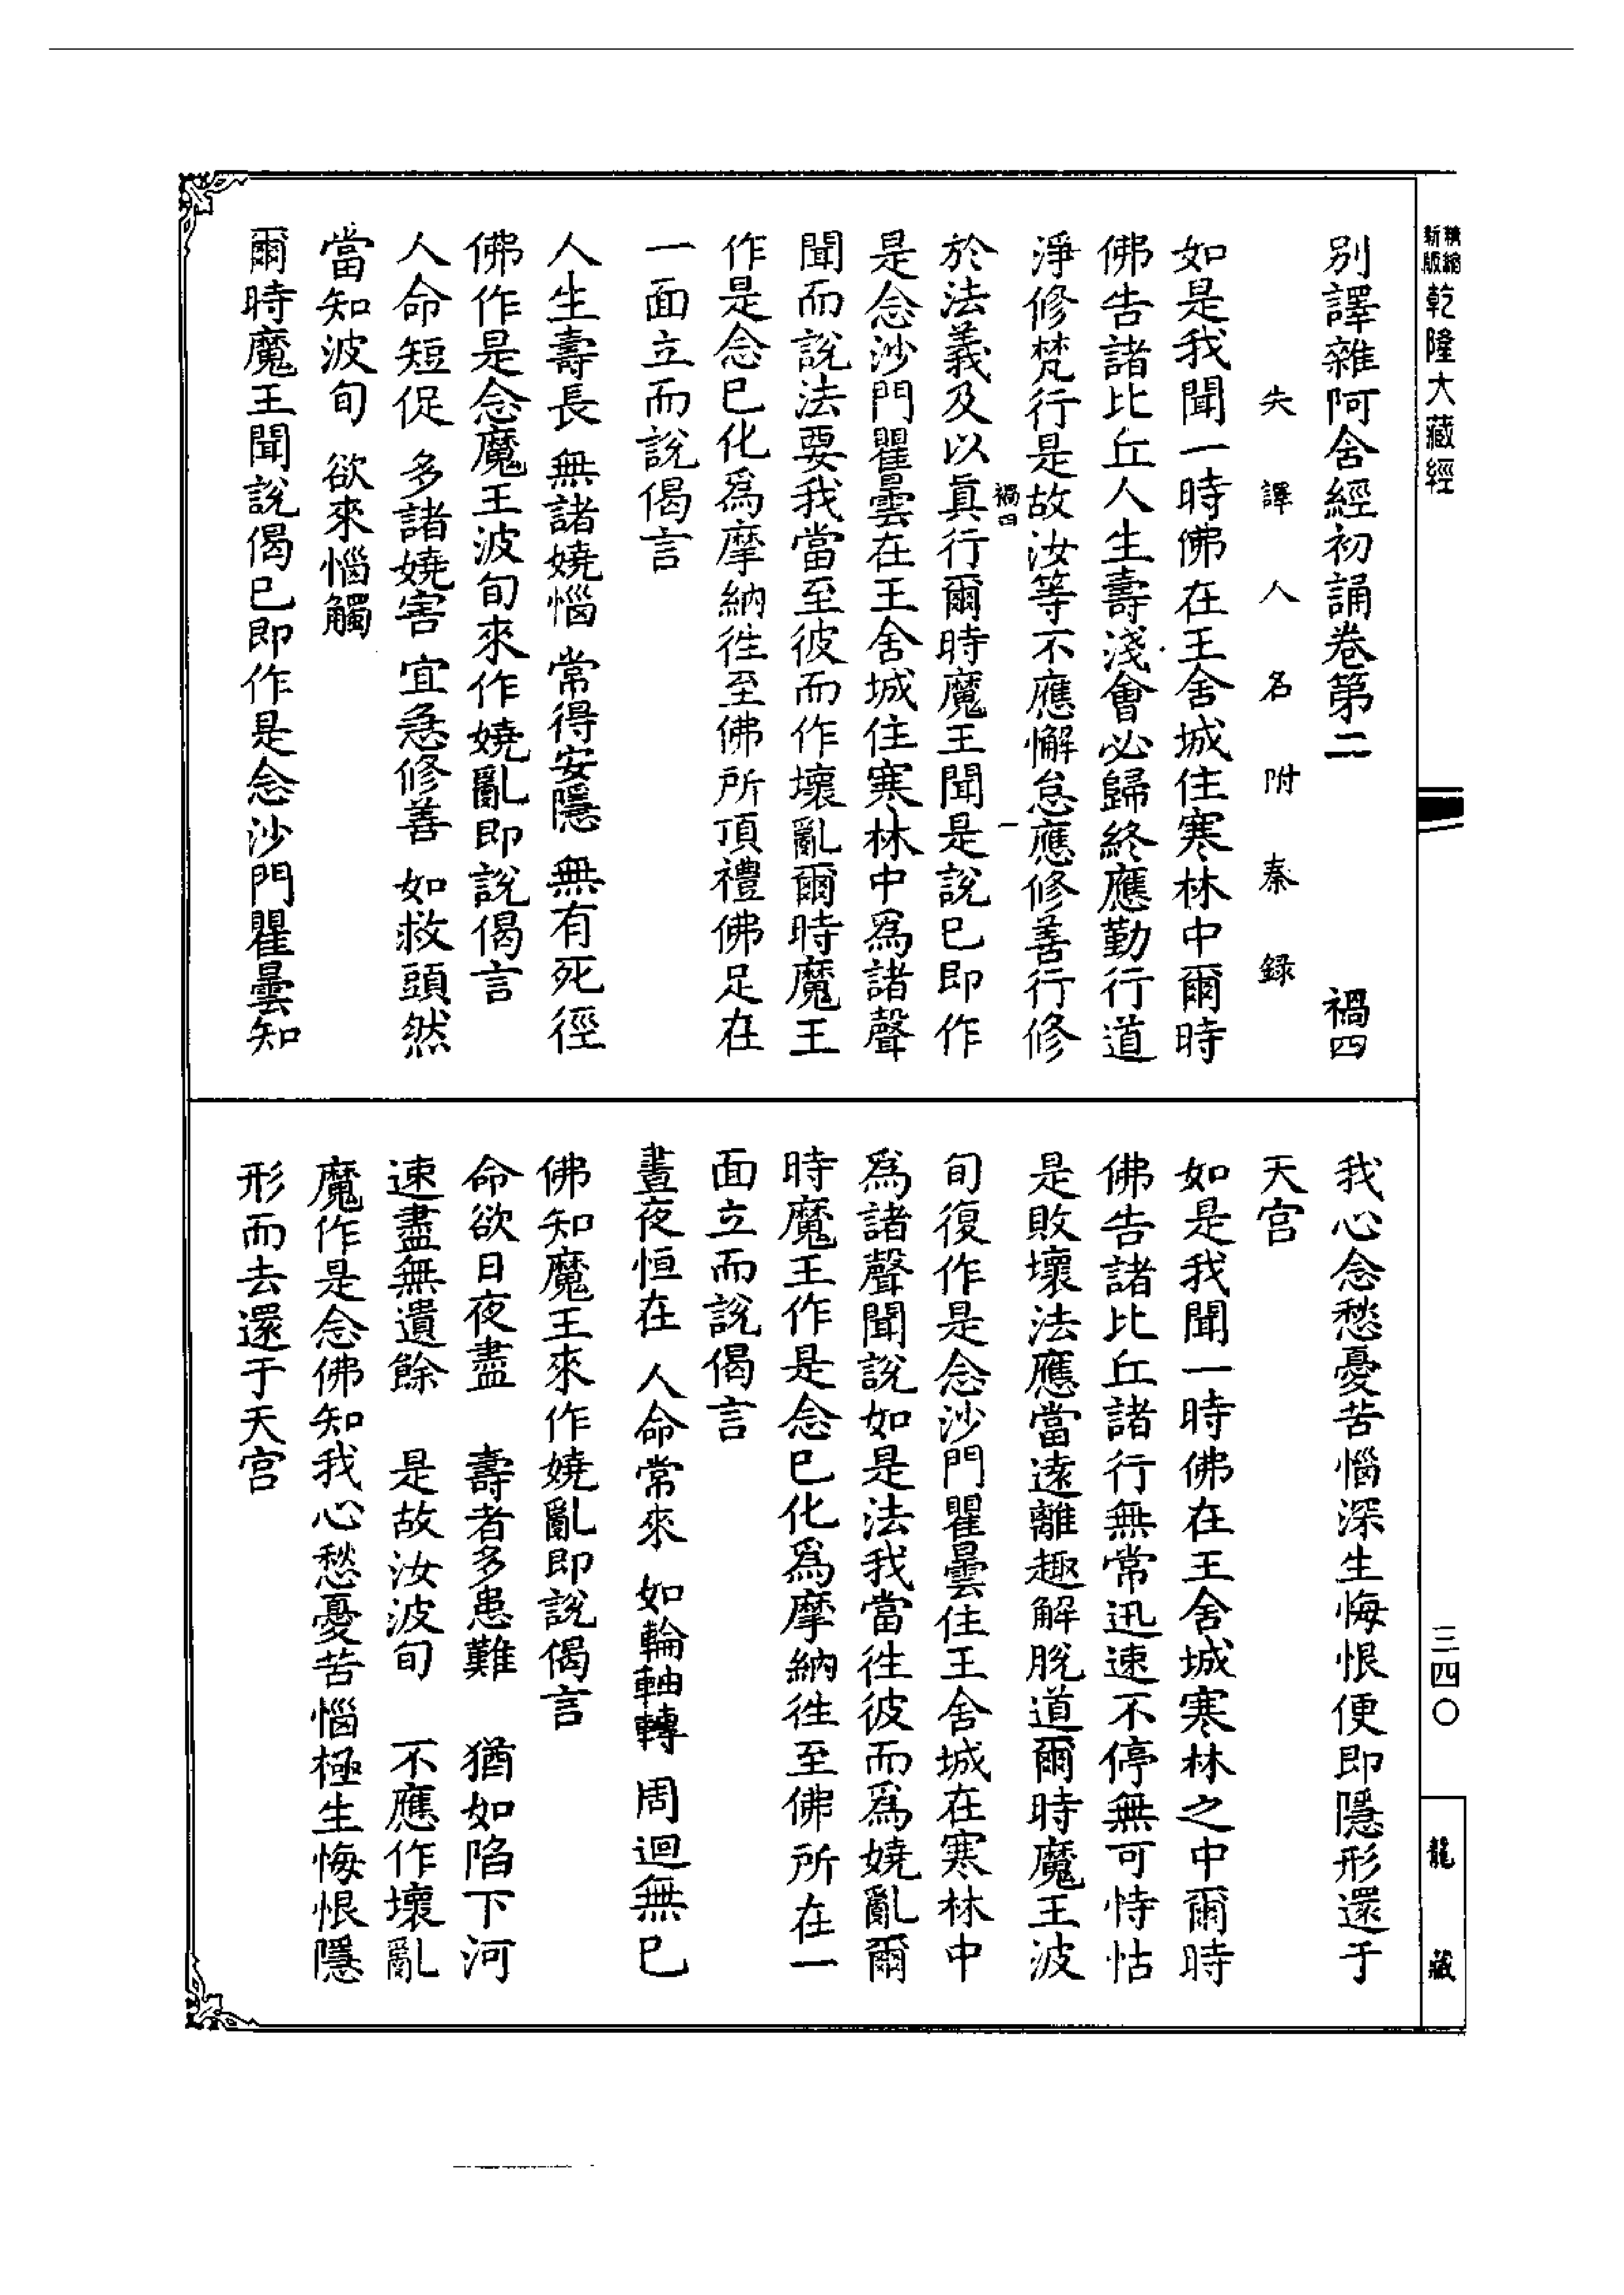 精縮新版乾隆大藏經
別譯雜阿含經初誦卷第二 禍四
失譯人名附秦録
如是我聞一時佛在王舍城住寒林中爾時
佛告諸比丘人生壽淺會必歸終應勤行道
淨修梵行是故汝等不應懈怠應修善行修
禍四 一
於法義及以眞行爾時魔王聞是說已即作
是念沙門瞿曇在王舍城住寒林中爲諸聲
聞而說法要我當至彼而作壞亂爾時魔王
作是念已化爲摩納徃至佛所頂禮佛足在
一面立而說偈言
人生壽長 無諸嬈惱 常得安隱 無有死徑
佛作是念魔王波旬來作嬈亂即說偈言
人命短促 多諸嬈害 宜急修善 如救頭然
當知波旬 欲來惱觸
爾時魔王聞說偈已即作是念沙門瞿曇知
我心念愁憂苦惱深生悔恨便即隱形還于
天宮
如是我聞一時佛在王舍城寒林之中爾時
佛告諸比丘諸行無常迅速不停無可恃怙
是敗壞法應當遠離趣解脫道爾時魔王波
旬復作是念沙門瞿曇住王舍城在寒林中
爲諸聲聞說如是法我當徃彼而爲嬈亂爾
時魔王作是念已化爲摩納徃至佛所在一
面立而說偈言
晝夜恒在 人命常來 如輪軸轉 周迴無已
佛知魔王來作嬈亂即說偈言
命欲日夜盡 壽者多患難 猶如陷下河
速盡無遺餘 是故汝波旬 不應作壞亂
魔作是念佛知我心愁憂苦惱極生悔恨隱
形而去還于天宮
三四〇
龍藏